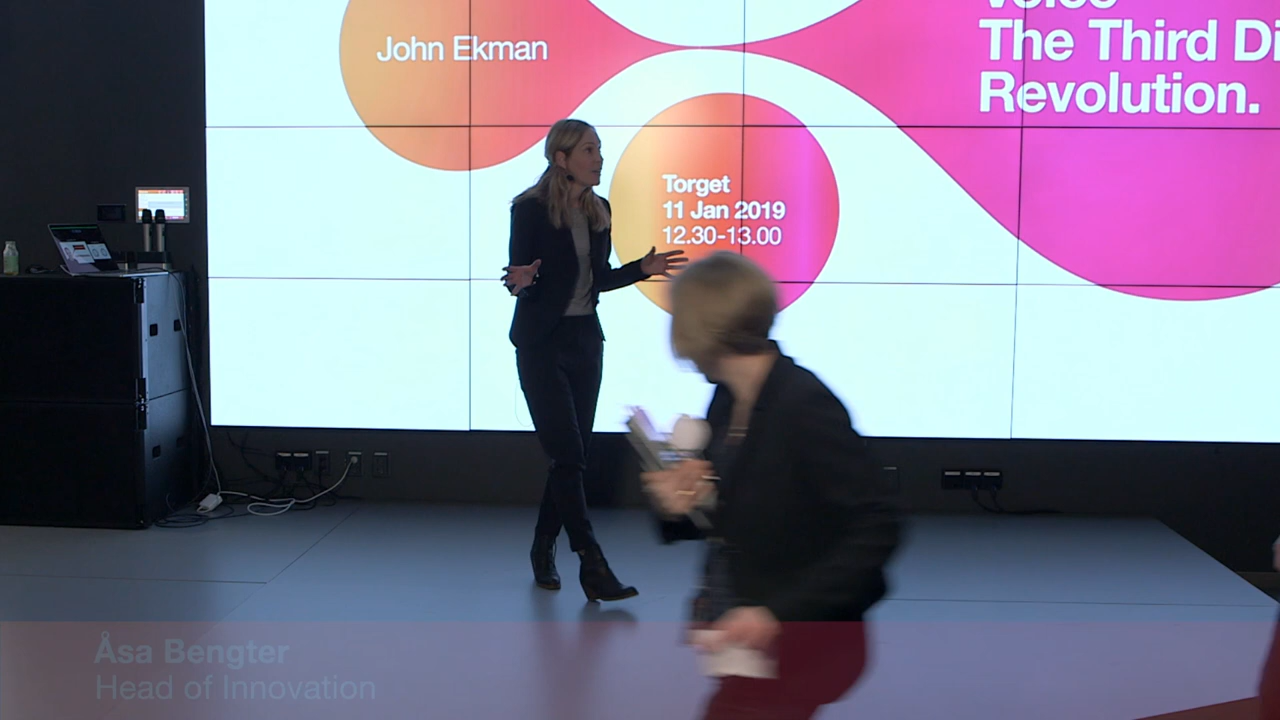 John Ekman
The Third Di
Revolution.
Torget
11 Jan 2019
12.30-13.00
Åsa Bengter
Head of Innovation